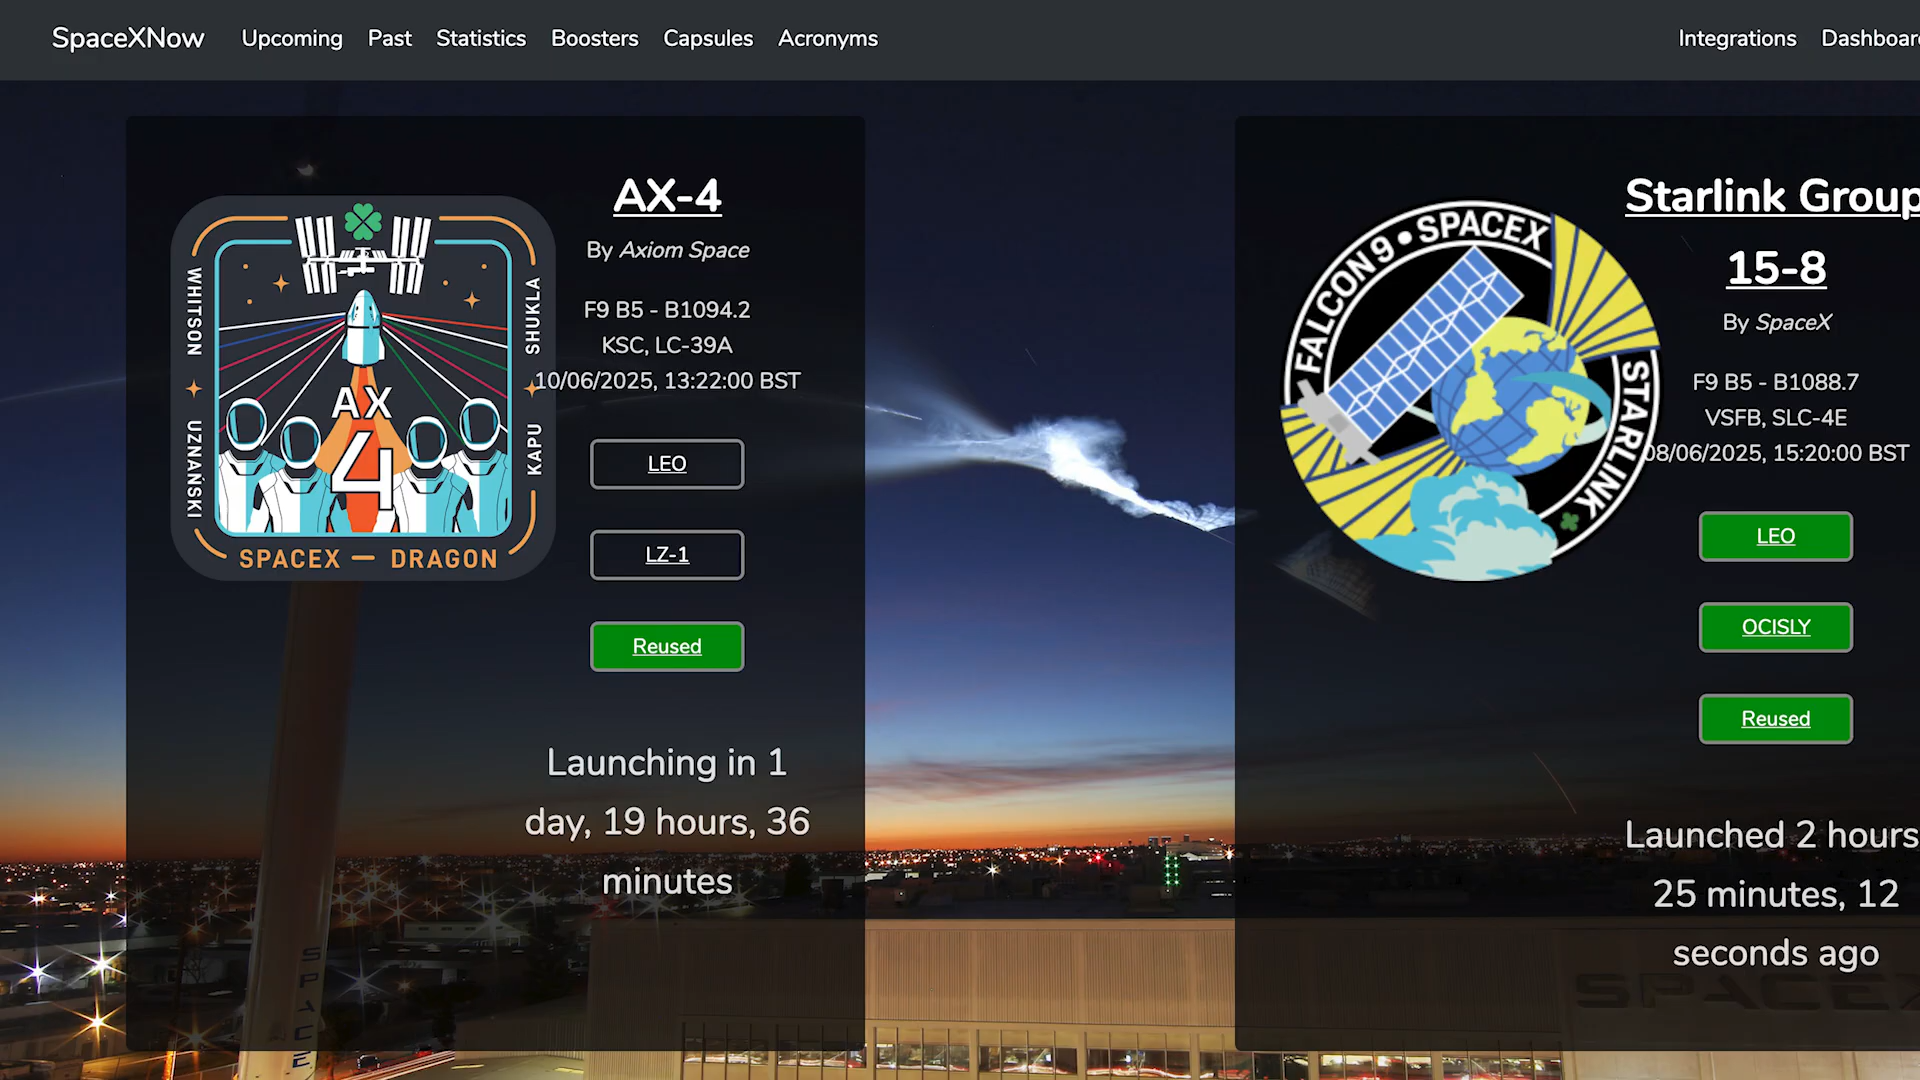 SpaceXNow Upcoming Past Statistics Boosters Capsules Acronyms Integrations Dashboar
AX-4
By Axiom Space
F9 B5 - B1094.2
KSC, LC-39A
10/06/2025, 13:22:00 BST
LEO
LZ-1
Reused
Launching in 1
day, 19 hours, 36
minutes
WHITSON
UZNAŃSKI
SHUKLA
KAPU
AX
4
SPACEX — DRAGON
Starlink Group
15-8
By SpaceX
F9 B5 - B1088.7
VSFB, SLC-4E
08/06/2025, 15:20:00 BST
LEO
OCISLY
Reused
Launched 2 hours
25 minutes, 12
seconds ago
FALCON 9 • SPACEX
STARLINK
SPACE
SPACEX